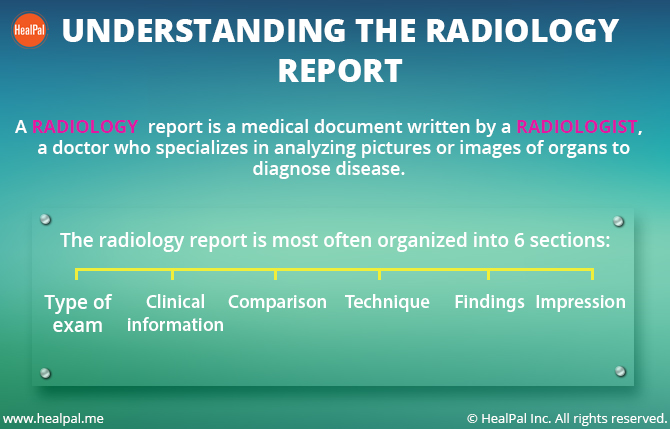 HealPal
UNDERSTANDING THE RADIOLOGY
REPORT
A RADIOLOGY report is a medical document written by a RADIOLOGIST,
a doctor who specializes in analyzing pictures or images of organs to
diagnose disease.
The radiology report is most often organized into 6 sections:
Type of
exam
Clinical
information
Comparison
Technique
Findings
Impression
www.healpal.me
© HealPal Inc. All rights reserved.